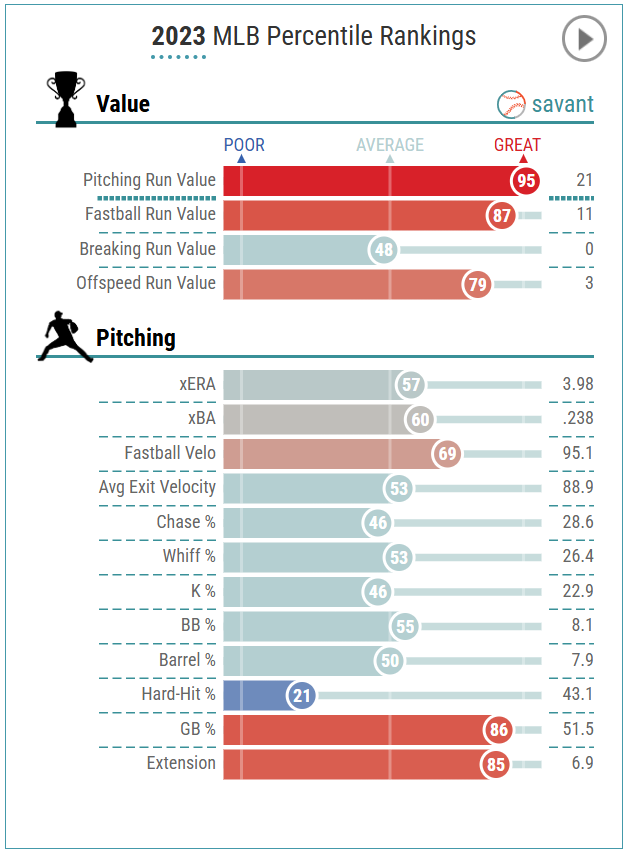 2023 MLB Percentile Rankings
Value
savant
POOR AVERAGE GREAT
Pitching Run Value 95 21
Fastball Run Value 87 11
Breaking Run Value 48 0
Offspeed Run Value 79 3
Pitching
xERA 57 3.98
xBA 60 .238
Fastball Velo 69 95.1
Avg Exit Velocity 53 88.9
Chase % 46 28.6
Whiff % 53 26.4
K % 46 22.9
BB % 55 8.1
Barrel % 50 7.9
Hard-Hit % 21 43.1
GB % 86 51.5
Extension 85 6.9